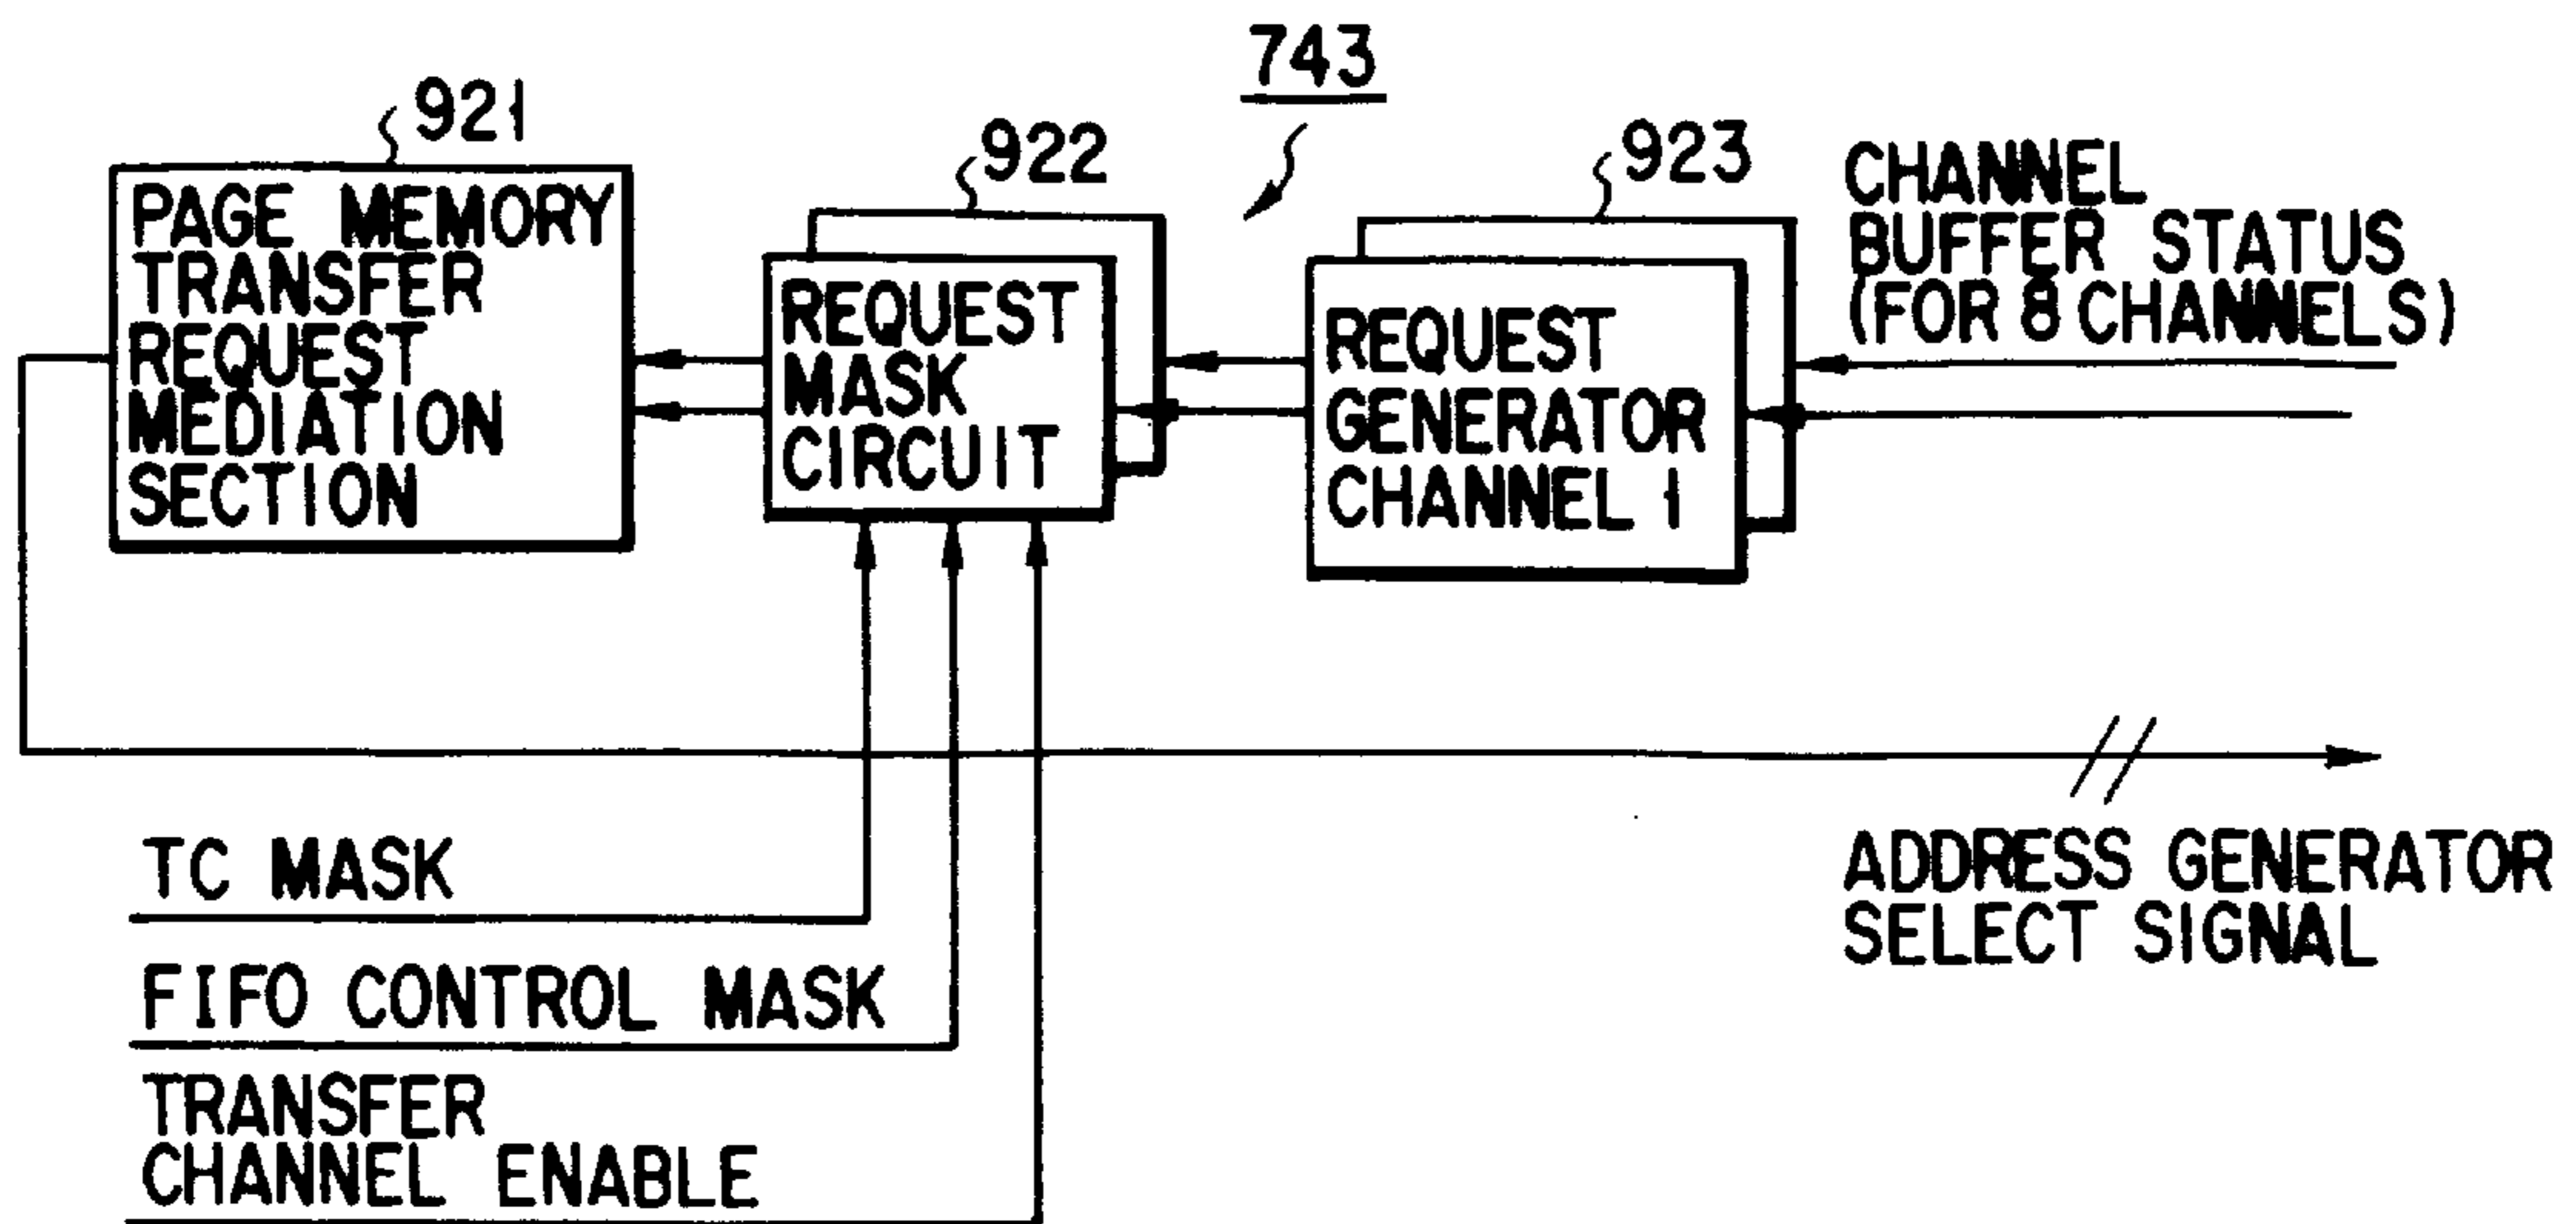 743
921
922
923
PAGE MEMORY
TRANSFER
REQUEST
MEDIATION
SECTION
REQUEST
MASK
CIRCUIT
REQUEST
GENERATOR
CHANNEL 1
CHANNEL
BUFFER STATUS
(FOR 8 CHANNELS)
TC MASK
FIFO CONTROL MASK
TRANSFER
CHANNEL ENABLE
ADDRESS GENERATOR
SELECT SIGNAL